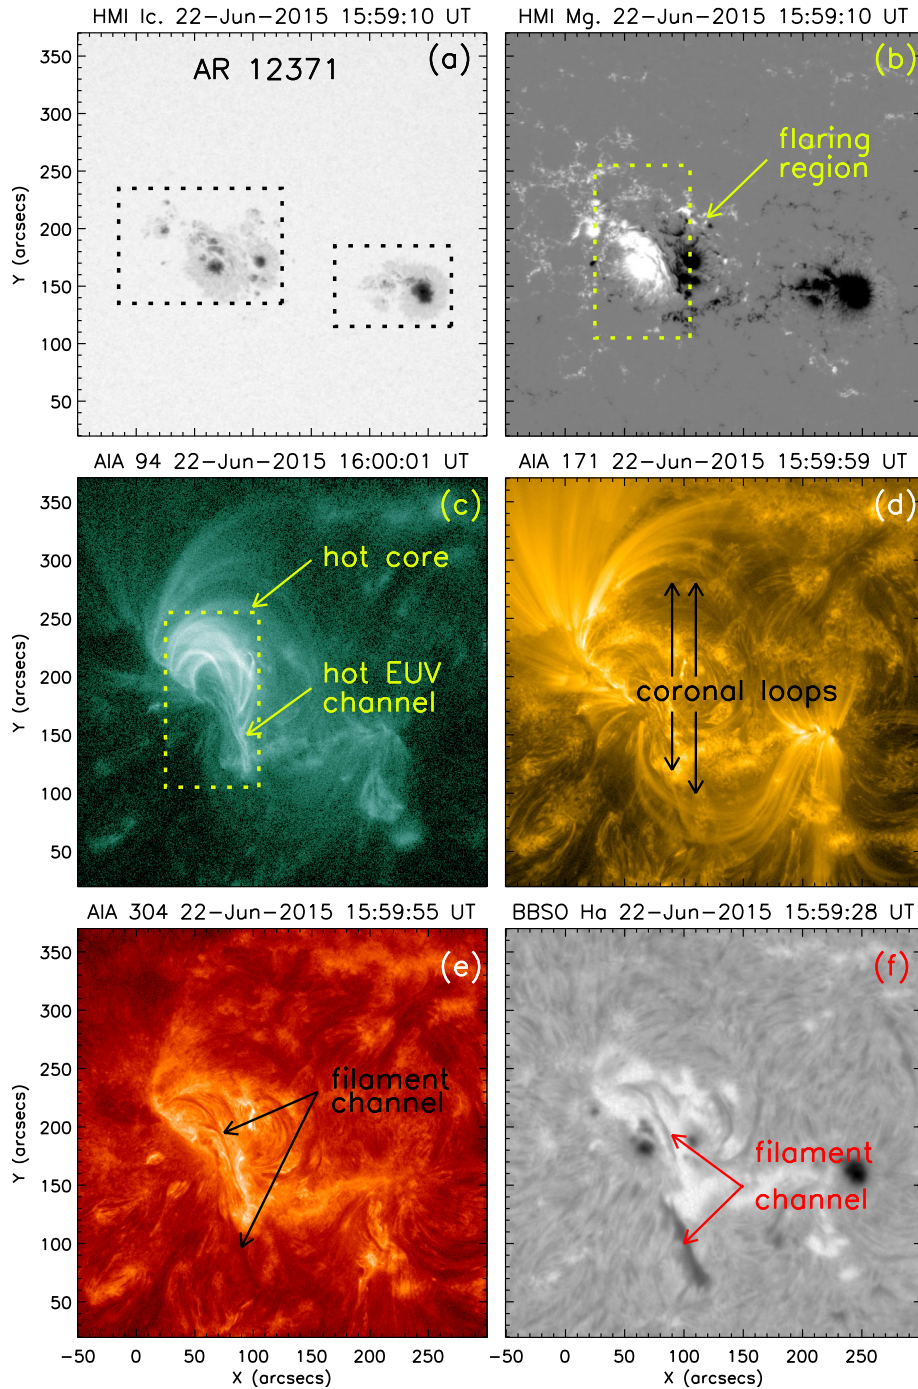 HMI Ic. 22-Jun-2015 15:59:10 UT
HMI Mg. 22-Jun-2015 15:59:10 UT
AR 12371
(a)
(b)
flaring
region
350
300
250
200
150
100
50
Y (arcsecs)
AIA 94 22-Jun-2015 16:00:01 UT
AIA 171 22-Jun-2015 15:59:59 UT
(c)
(d)
hot core
hot EUV
channel
coronal loops
350
300
250
200
150
100
50
Y (arcsecs)
AIA 304 22-Jun-2015 15:59:55 UT
BBSO Ha 22-Jun-2015 15:59:28 UT
(e)
(f)
filament
channel
filament
channel
350
300
250
200
150
100
50
Y (arcsecs)
-50 0 50 100 150 200 250
0 50 100 150 200 250
X (arcsecs)
X (arcsecs)